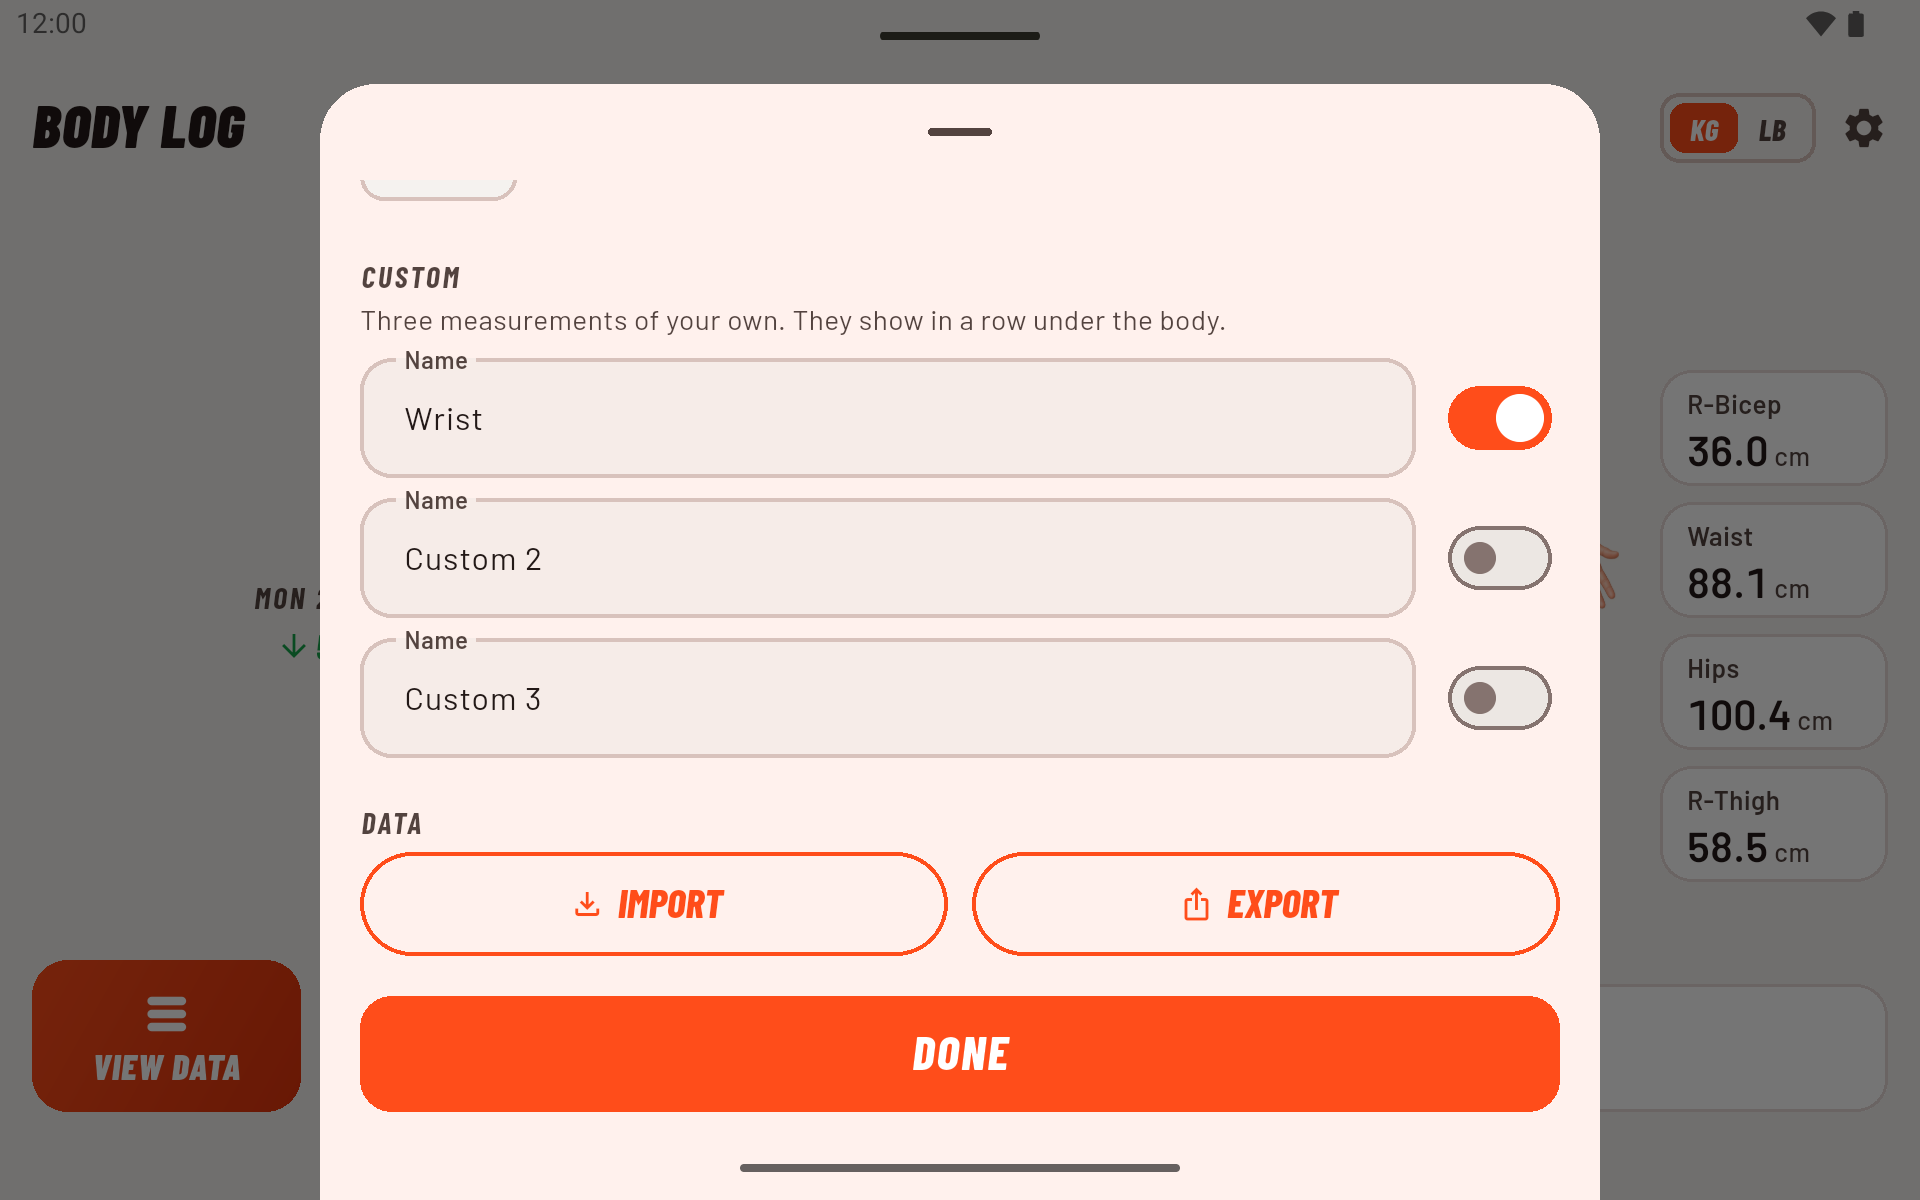 12:00
BODY LOG
KG LB
CUSTOM
Three measurements of your own. They show in a row under the body.
Name
Wrist
Name
Custom 2
Name
Custom 3
MON
R-Bicep
36.0 cm
Waist
88.1 cm
Hips
100.4 cm
R-Thigh
58.5 cm
DATA
IMPORT
EXPORT
VIEW DATA
DONE